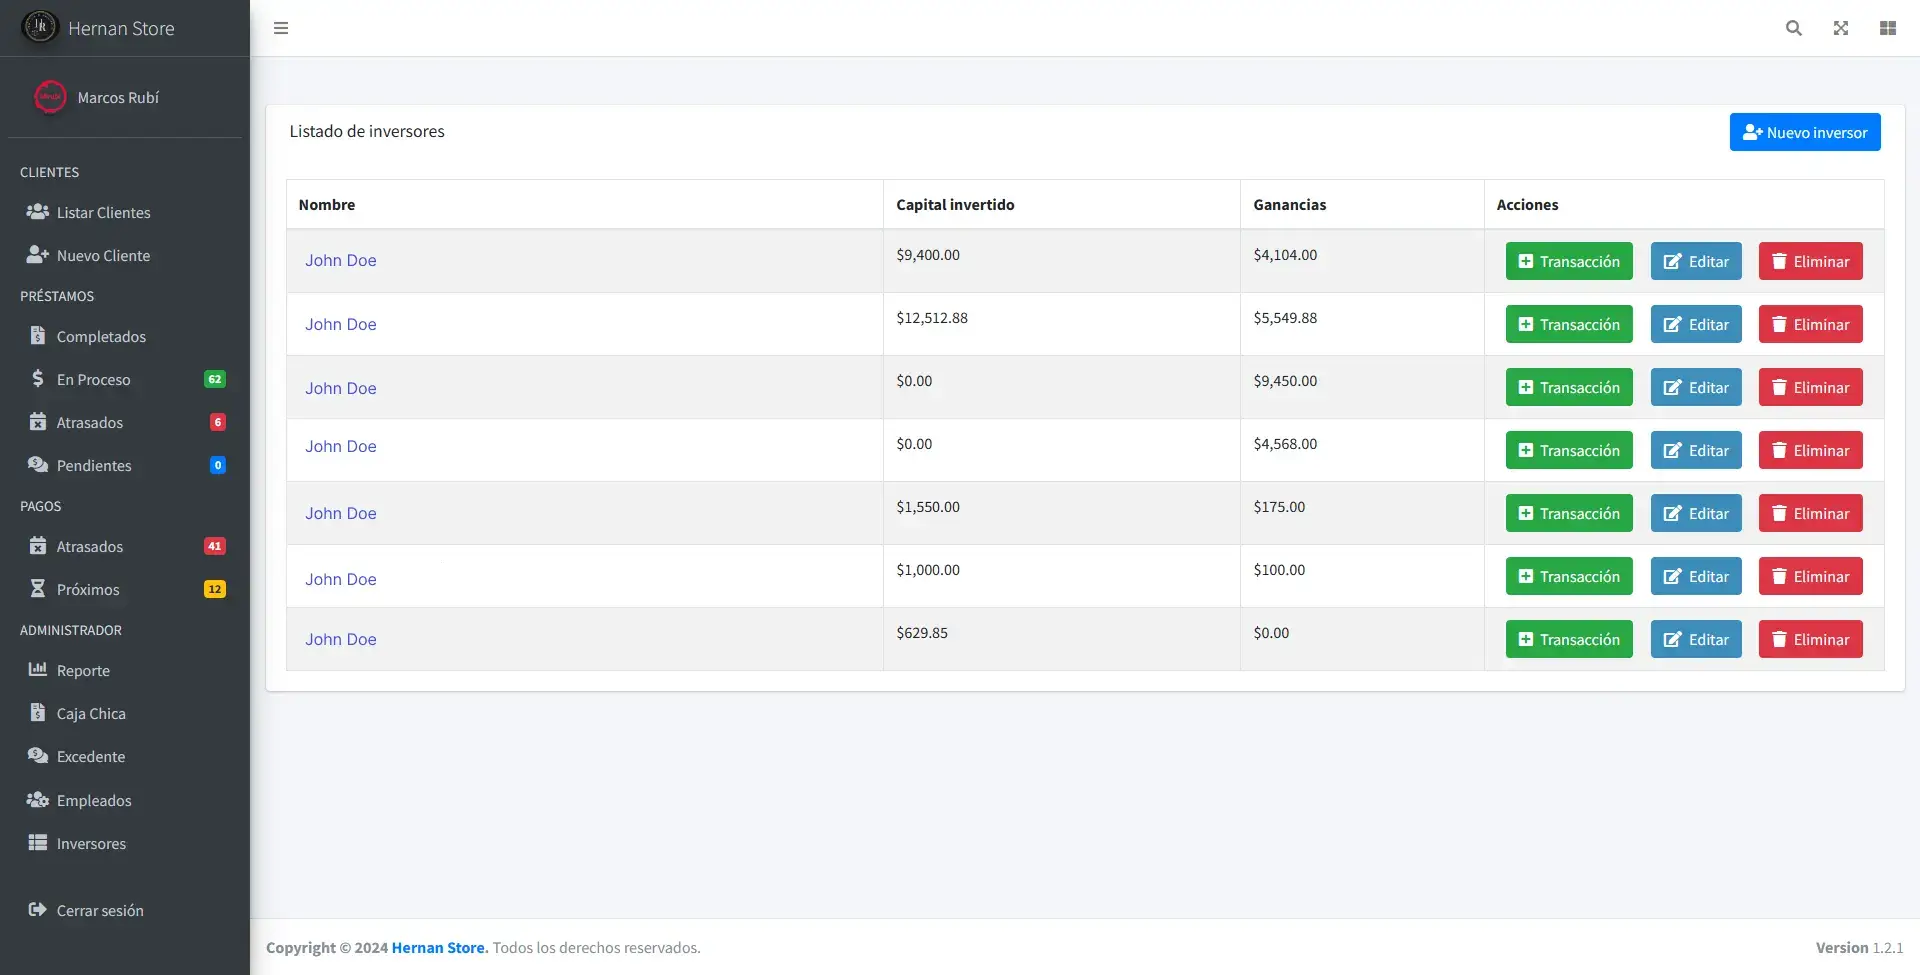 Hernan Store
Marcos Rubí
CLIENTES
Listar Clientes
Nuevo Cliente
PRÉSTAMOS
Completados
En Proceso 62
Atrasados 6
Pendientes 0
PAGOS
Atrasados 41
Próximos 12
ADMINISTRADOR
Reporte
Caja Chica
Excedente
Empleados
Inversores
Cerrar sesión
Listado de inversores
Nuevo inversor
Nombre Capital invertido Ganancias Acciones
John Doe $9,400.00 $4,104.00 Transacción Editar Eliminar
John Doe $12,512.88 $5,549.88 Transacción Editar Eliminar
John Doe $0.00 $9,450.00 Transacción Editar Eliminar
John Doe $0.00 $4,568.00 Transacción Editar Eliminar
John Doe $1,550.00 $175.00 Transacción Editar Eliminar
John Doe $1,000.00 $100.00 Transacción Editar Eliminar
John Doe $629.85 $0.00 Transacción Editar Eliminar
Copyright © 2024 Hernan Store. Todos los derechos reservados.
Version 1.2.1